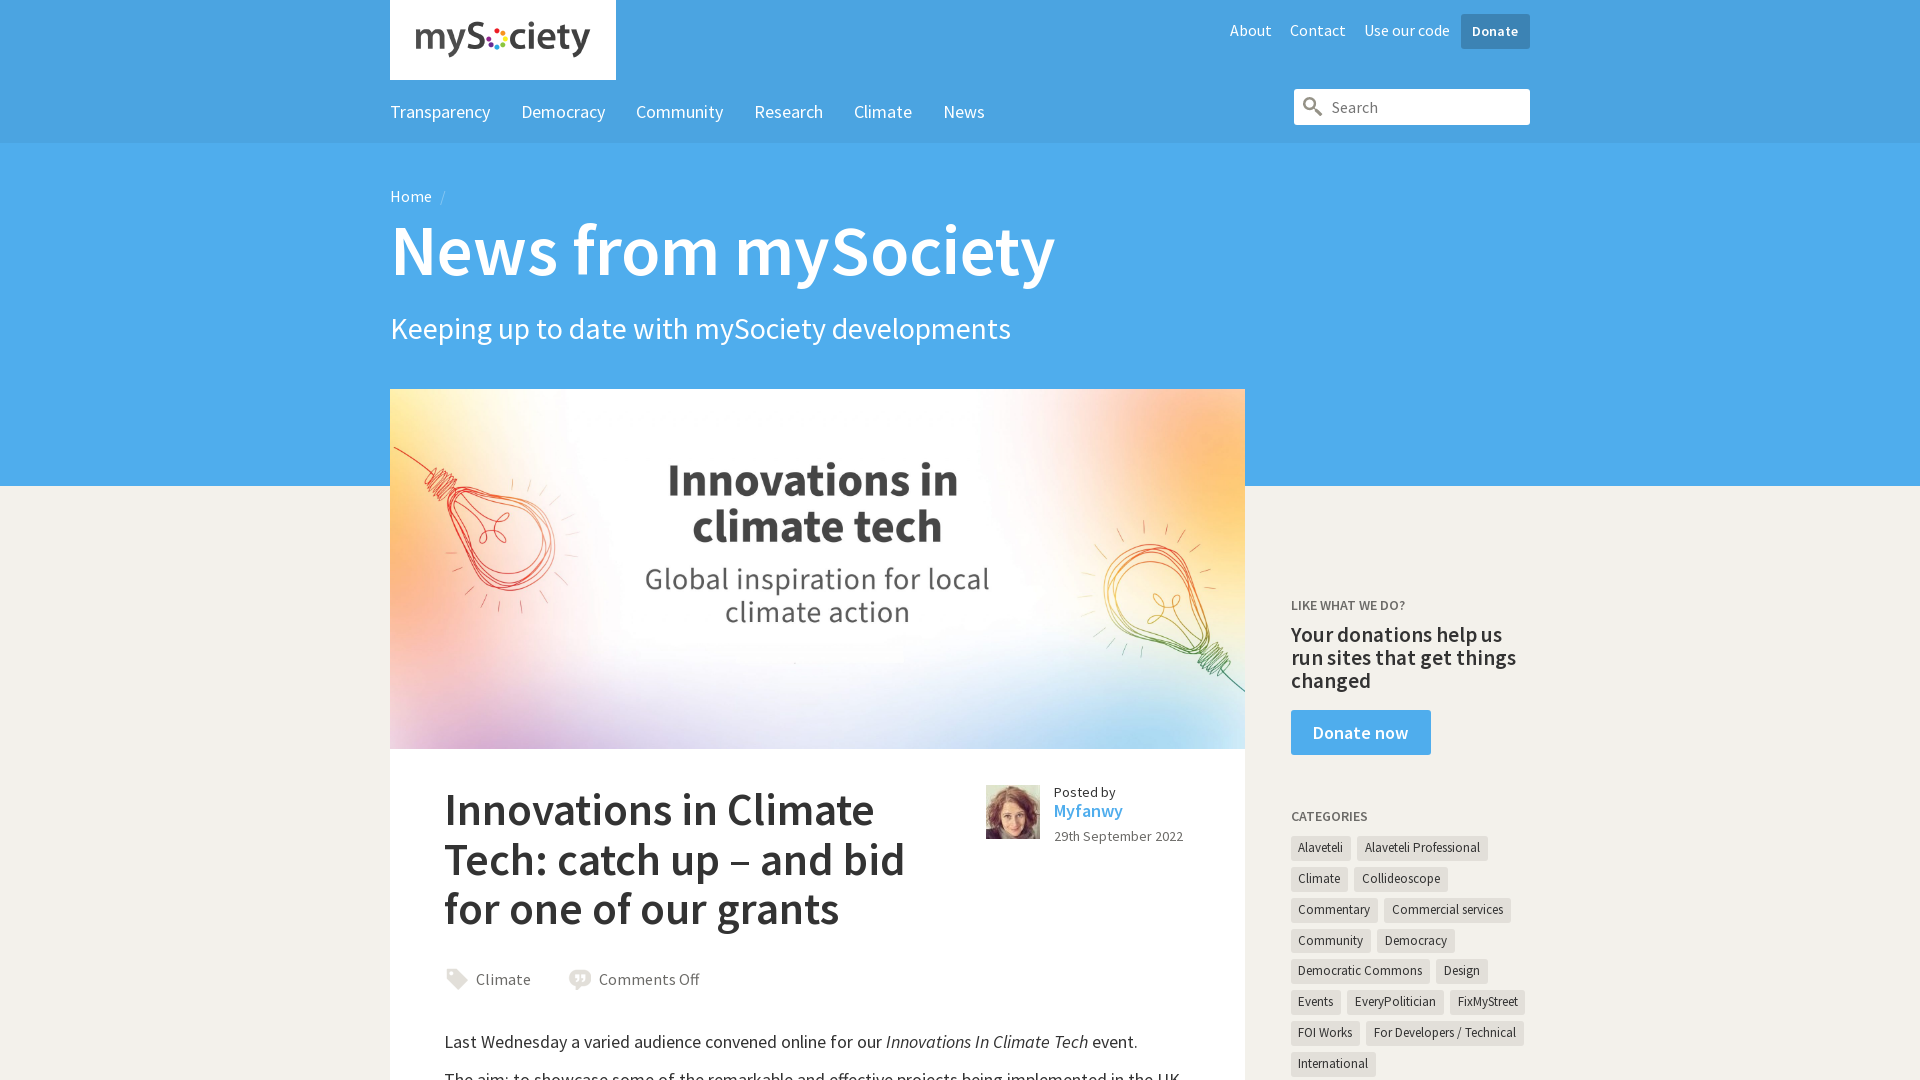 mySociety
About
Contact
Use our code
Donate
Transparency
Democracy
Community
Research
Climate
News
Search
Home /
News from mySociety
Keeping up to date with mySociety developments
Innovations in
climate tech
Global inspiration for local
climate action
Innovations in Climate
Tech: catch up – and bid
for one of our grants
Posted by
Myfanwy
29th September 2022
Climate
Comments Off
Last Wednesday a varied audience convened online for our Innovations In Climate Tech event.
The aim: to showcase some of the remarkable and effective projects being implemented in the UK
LIKE WHAT WE DO?
Your donations help us
run sites that get things
changed
Donate now
CATEGORIES
Alaveteli
Alaveteli Professional
Climate
Collideoscope
Commentary
Commercial services
Community
Democracy
Democratic Commons
Design
Events
EveryPolitician
FixMyStreet
FOI Works
For Developers / Technical
International